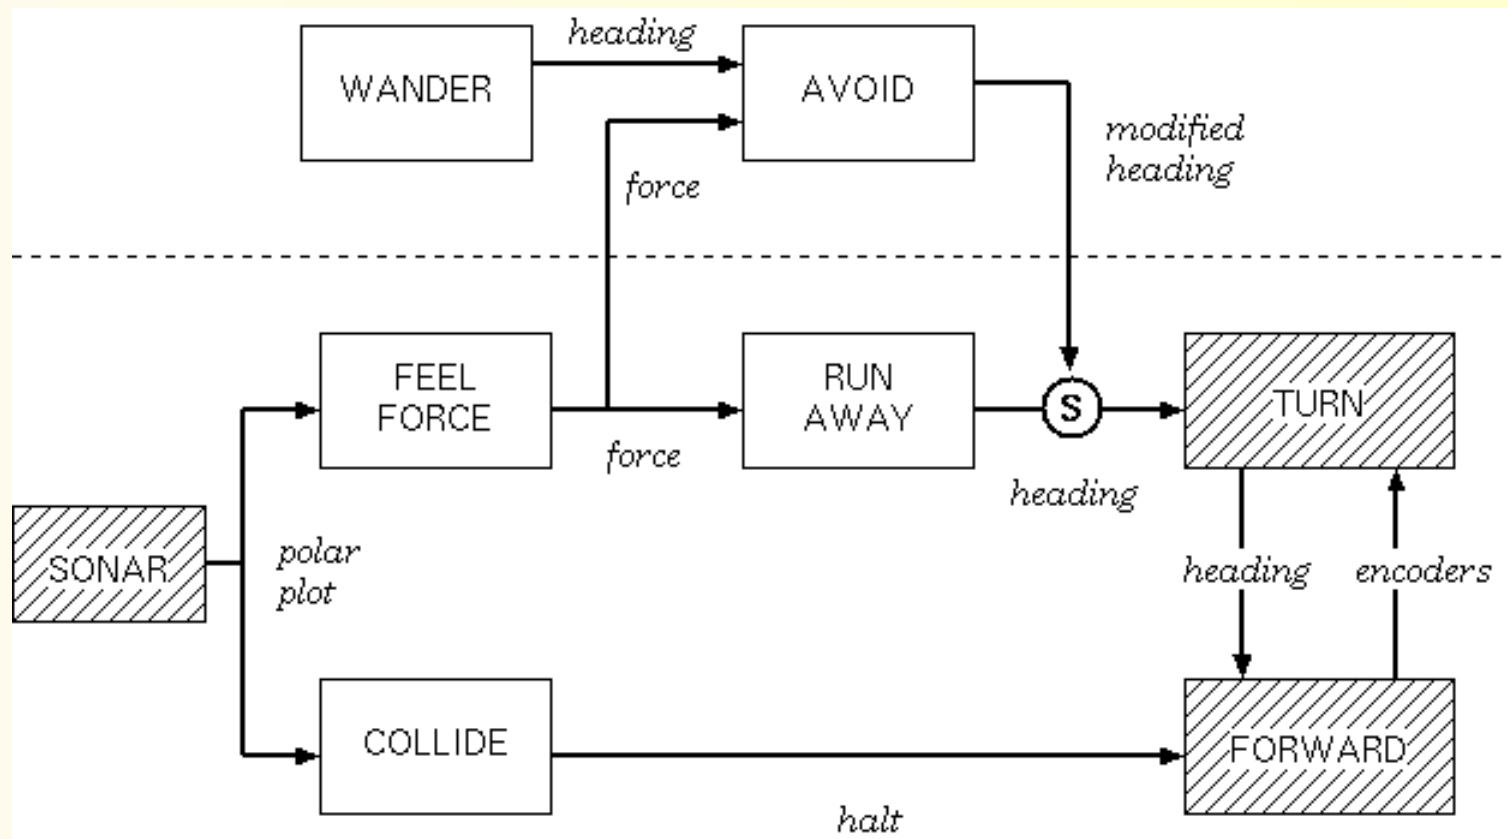 heading
WANDER
AVOID
modified
heading
force
FEEL
FORCE
RUN
AWAY
S
TURN
force
heading
SONAR
polar
plot
heading
encoders
COLLIDE
FORWARD
halt